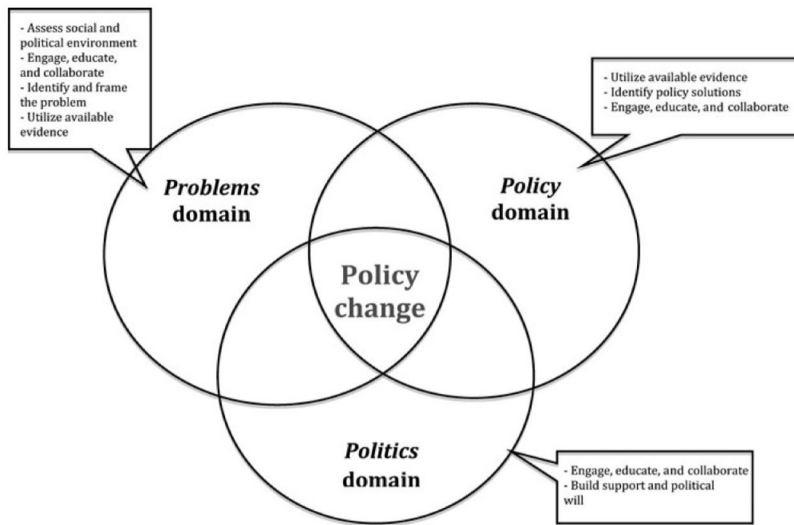 - Assess social and
political environment
- Engage, educate,
and collaborate
- Identify and frame
the problem
- Utilize available
evidence
- Utilize available evidence
- Identify policy solutions
- Engage, educate, and collaborate
Problems
domain
Policy
domain
Policy
change
Politics
domain
- Engage, educate, and collaborate
- Build support and political
will